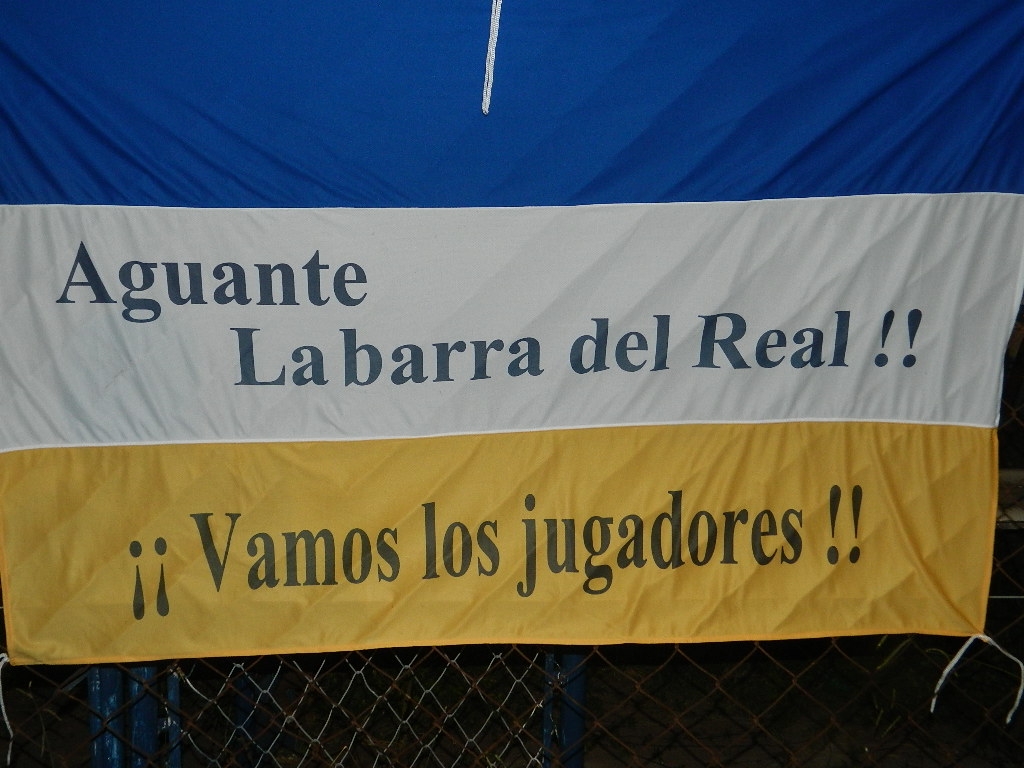 Aguante
La barra del Real !!
¡¡ Vamos los jugadores !!